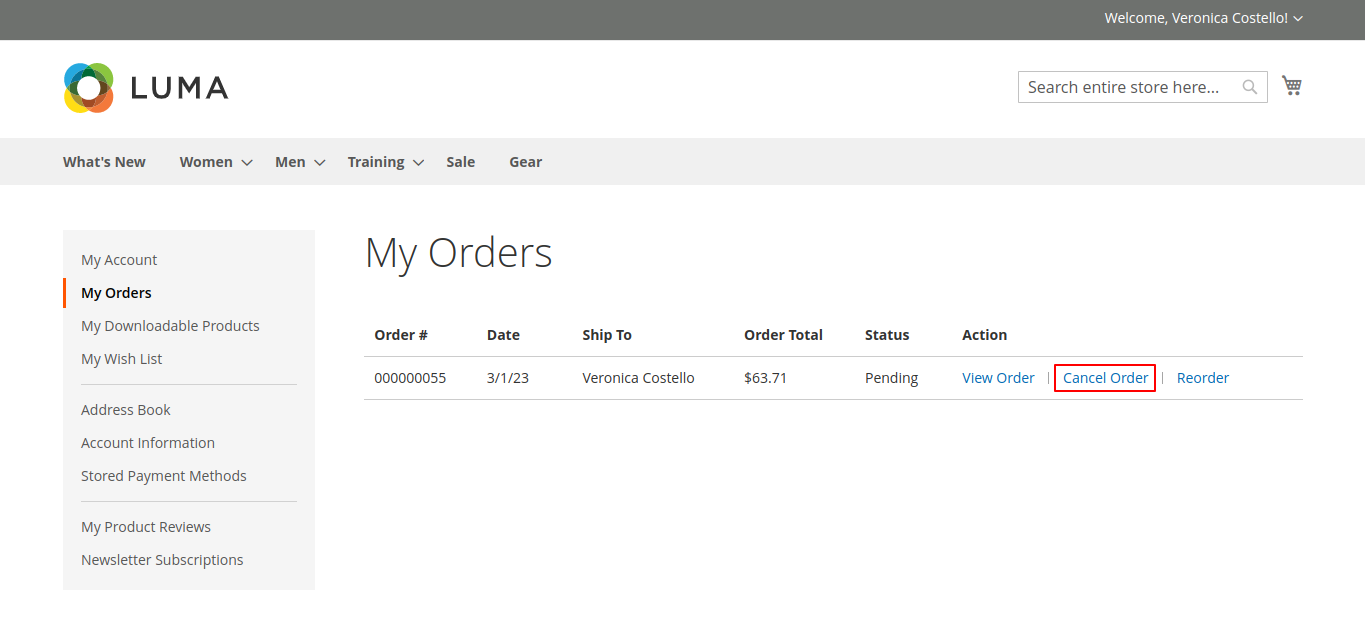 Welcome, Veronica Costello!
LUMA
Search entire store here...
What's New Women Men Training Sale Gear
My Account
My Orders
My Downloadable Products
My Wish List
Address Book
Account Information
Stored Payment Methods
My Product Reviews
Newsletter Subscriptions
My Orders
Order # Date Ship To Order Total Status Action
000000055 3/1/23 Veronica Costello $63.71 Pending View Order | Cancel Order | Reorder